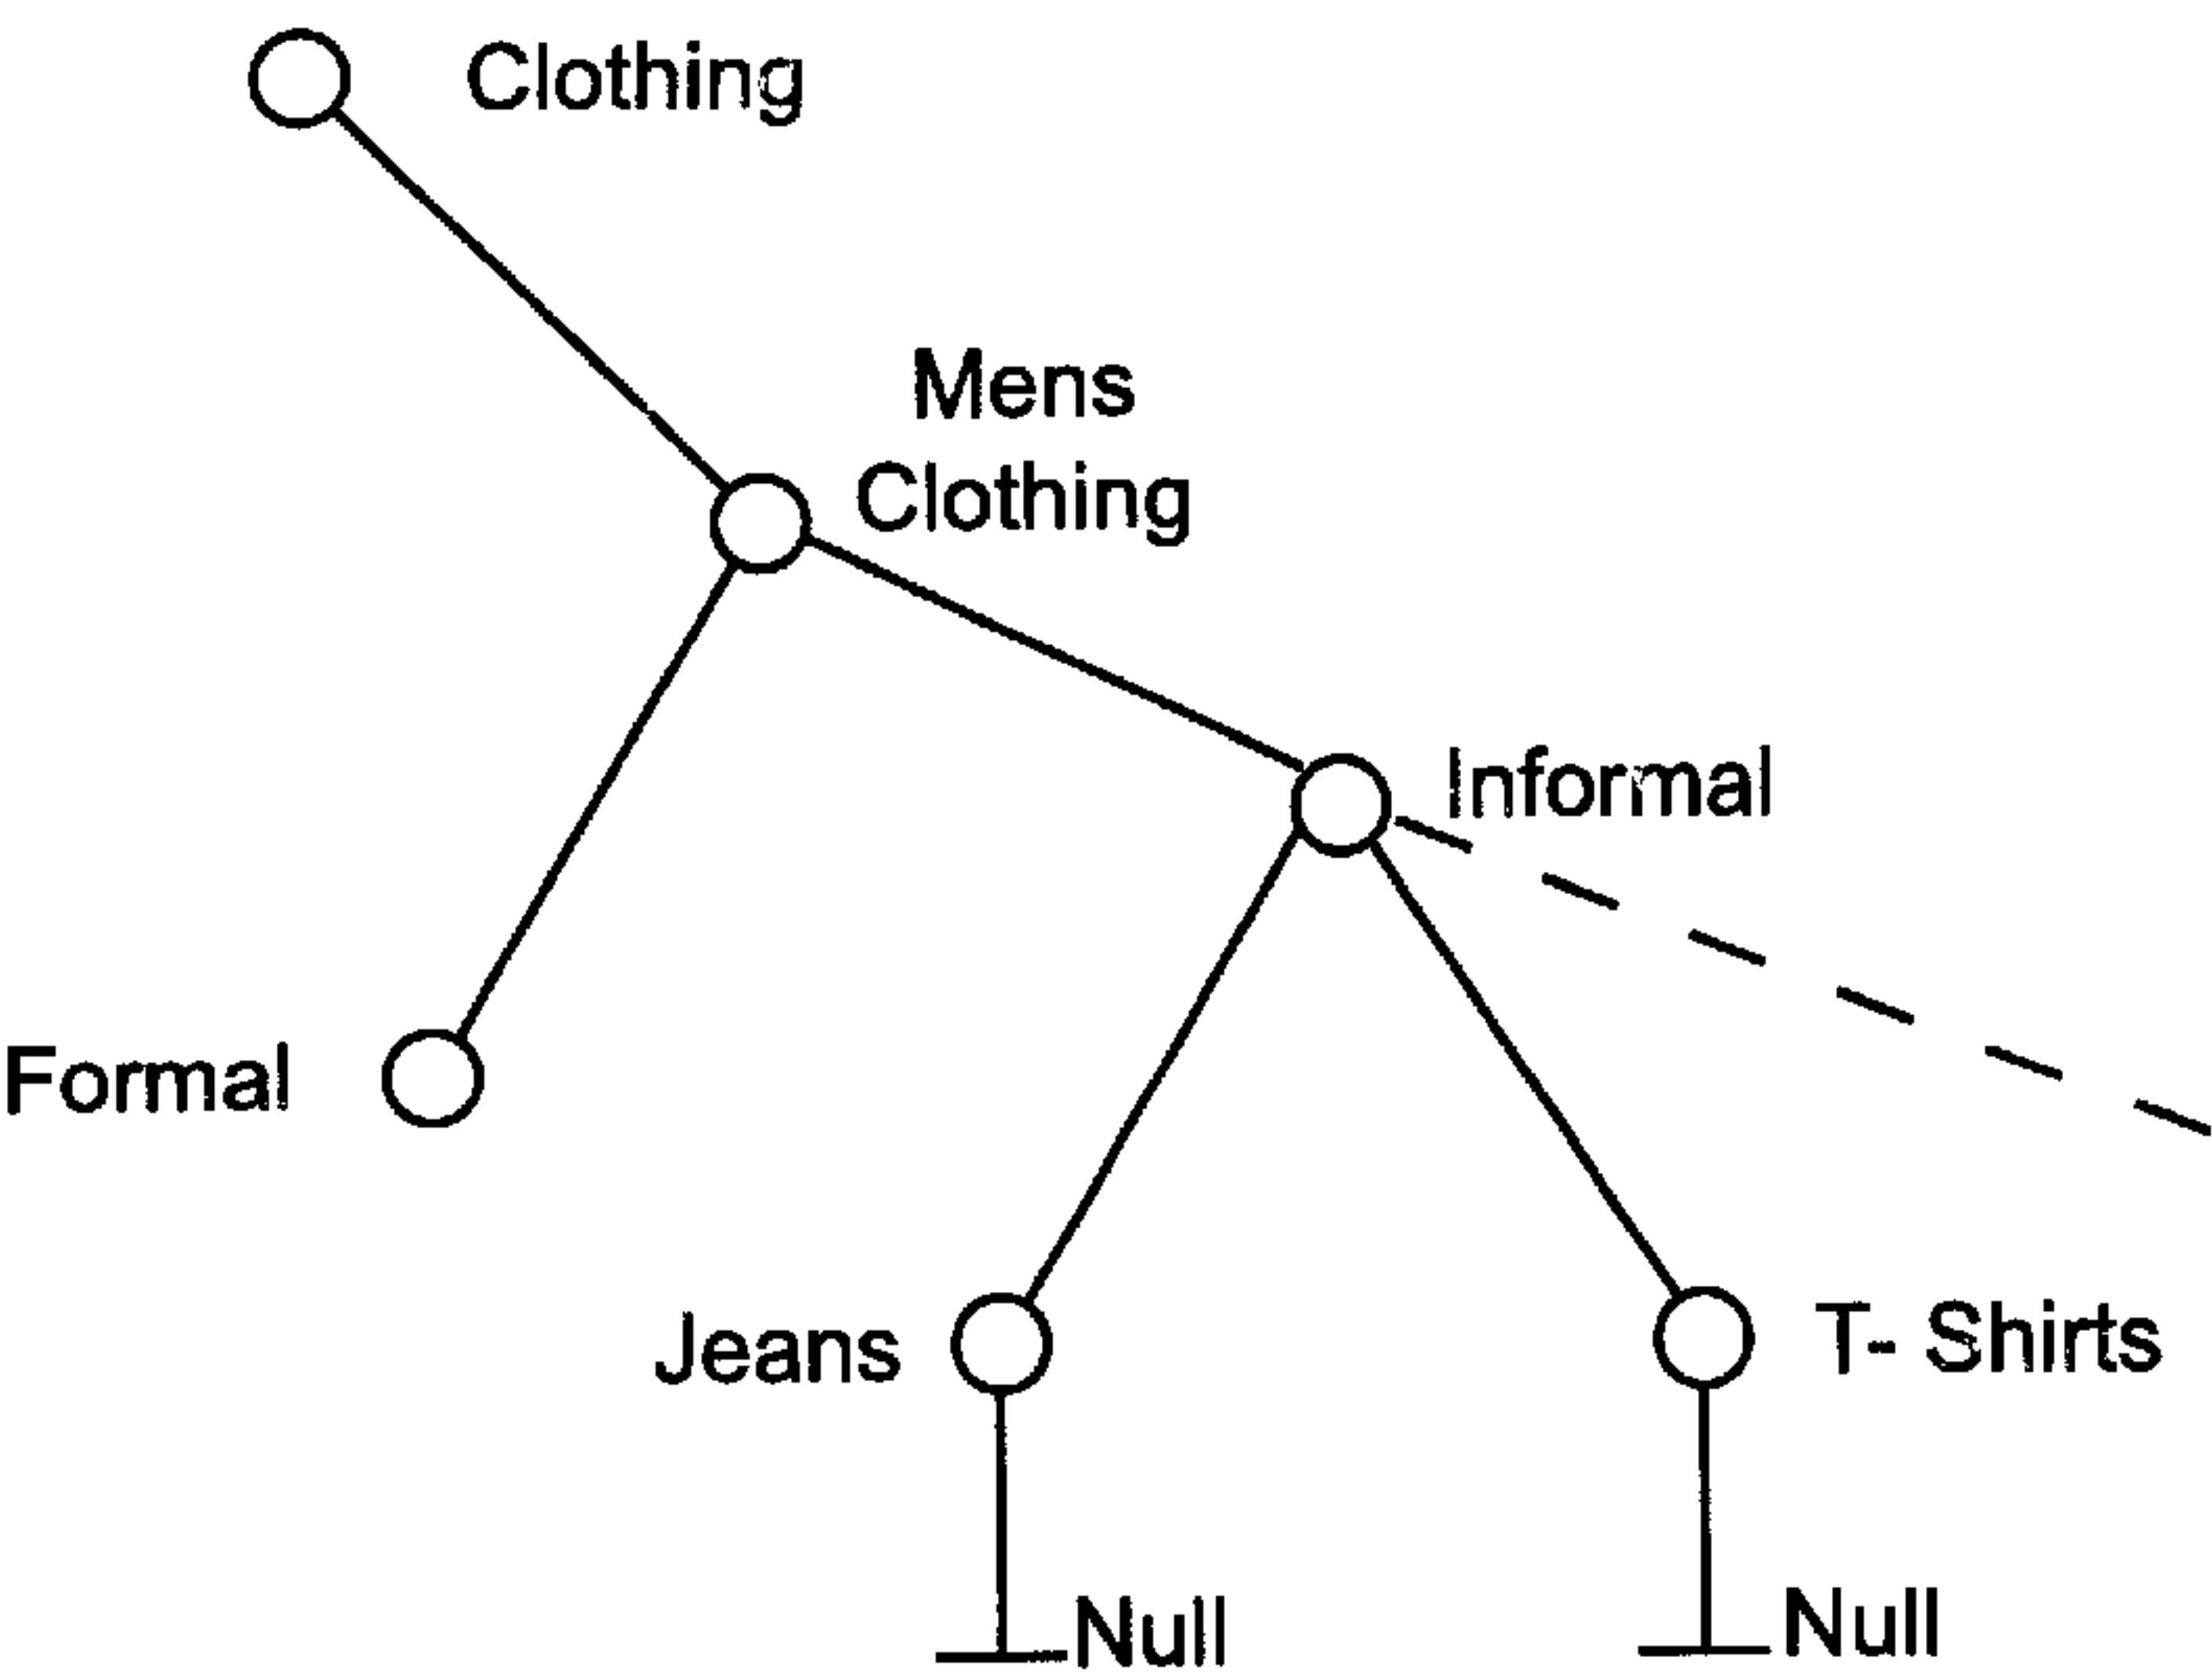 Clothing
Mens
Clothing
Informal
Formal
Jeans
T- Shirts
Null
Null